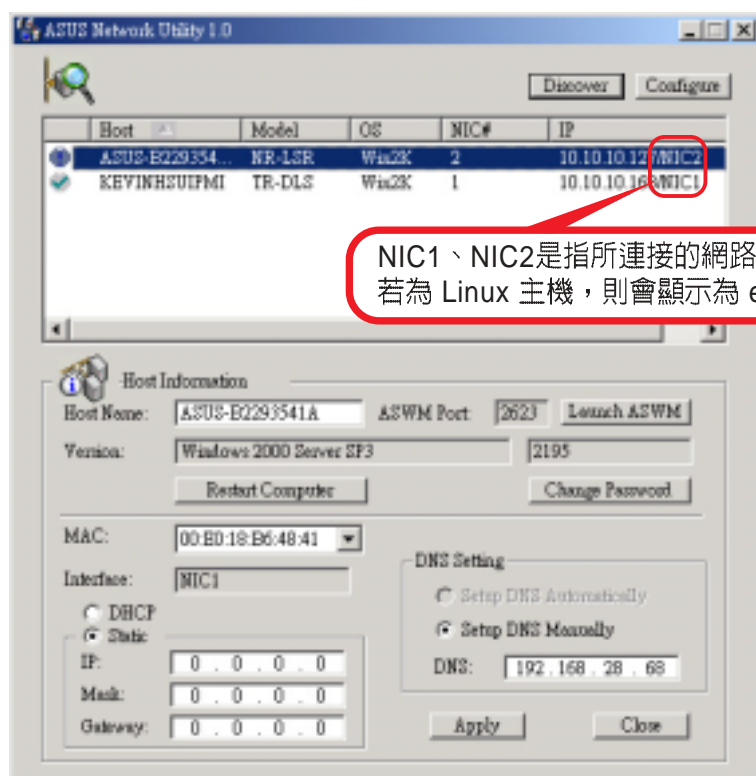 ASUS Network Utility 1.0
Discover Configure
Host Model OS NIC# IP
ASUS-B229354... NR-LSR Win2K 2 10.10.10.127/NIC2
KEVINHSUIPMI TR-DLS Win2K 1 10.10.10.168/NIC1
NIC1、NIC2是指所連接的網路
若為 Linux 主機，則會顯示為 e
Host Information
Host Name: ASUS-B2293541A ASWM Port: 2623 Launch ASWM
Version: Windows 2000 Server SP3 2195
Restart Computer Change Password
MAC: 00:E0:18:B6:48:41
Interface: NIC1
DHCP
Static
IP: 0 . 0 . 0 . 0
Mask: 0 . 0 . 0 . 0
Gateway: 0 . 0 . 0 . 0
DNS Setting
Setup DNS Automatically
Setup DNS Manually
DNS: 192 . 168 . 28 . 68
Apply Close